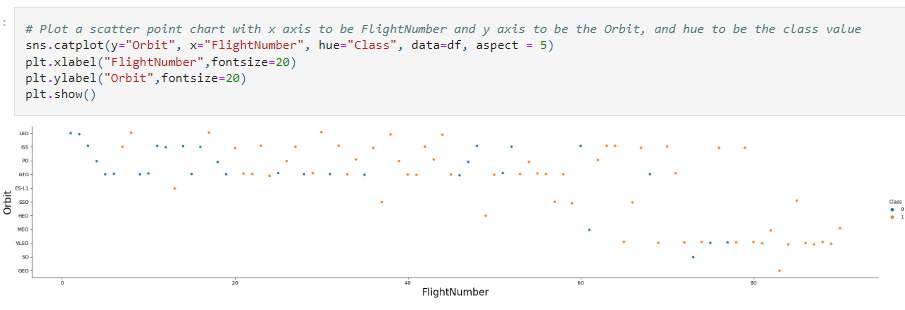 :
# Plot a scatter point chart with x axis to be FlightNumber and y axis to be the Orbit, and hue to be the class value
sns.catplot(y="Orbit", x="FlightNumber", hue="Class", data=df, aspect = 5)
plt.xlabel("FlightNumber",fontsize=20)
plt.ylabel("Orbit",fontsize=20)
plt.show()
LEO
ISS
PO
GTO
ES-L1
SSO
HEO
MEO
VLEO
SO
GEO
Orbit
0 20 40 60 80
FlightNumber
Class
0
1